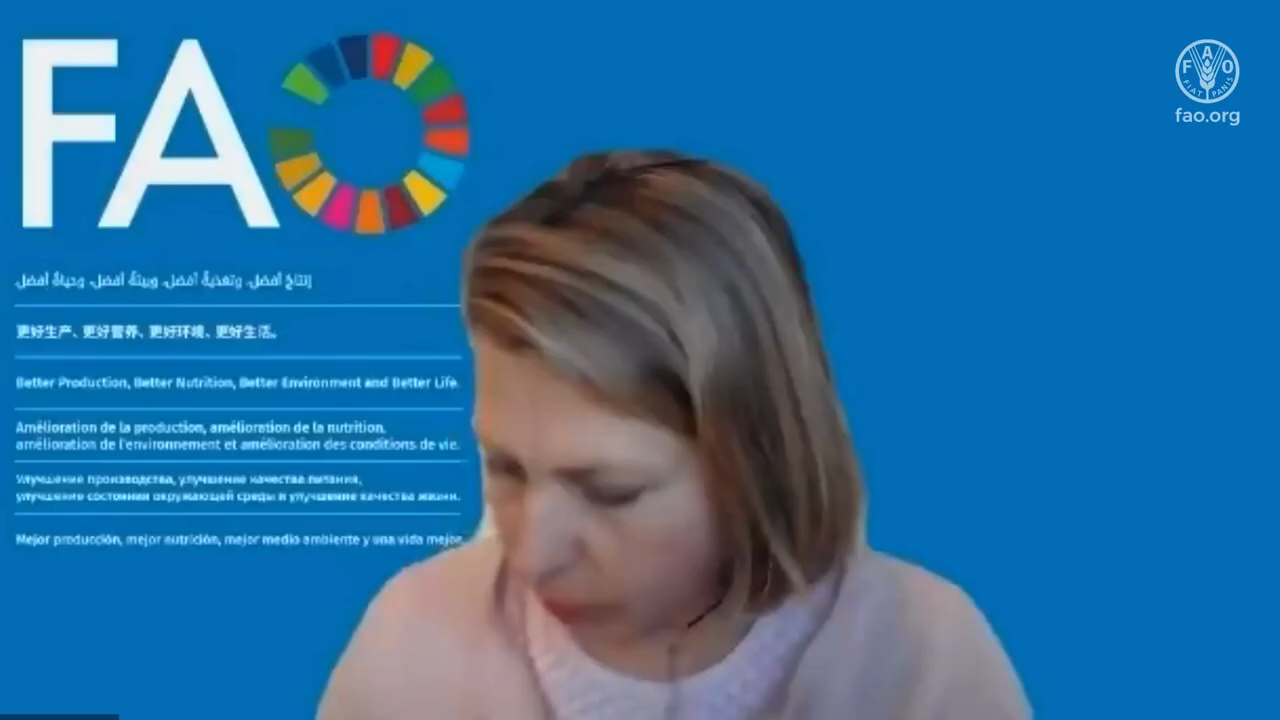 FAO
إنتاجٌ أفضل، وتغذيةٌ أفضل، وبيئةٌ أفضل، وحياةٌ أفضل.
更好生产、更好营养、更好环境、更好生活。
Better Production, Better Nutrition, Better Environment and Better Life.
Amélioration de la production, amélioration de la nutrition,
amélioration de l'environnement et amélioration des conditions de vie.
Улучшение производства, улучшение качества питания,
улучшение состояния окружающей среды и улучшение качества жизни.
Mejor producción, mejor nutrición, mejor medio ambiente y una vida mejor.
FAO
FIAT PANIS
fao.org